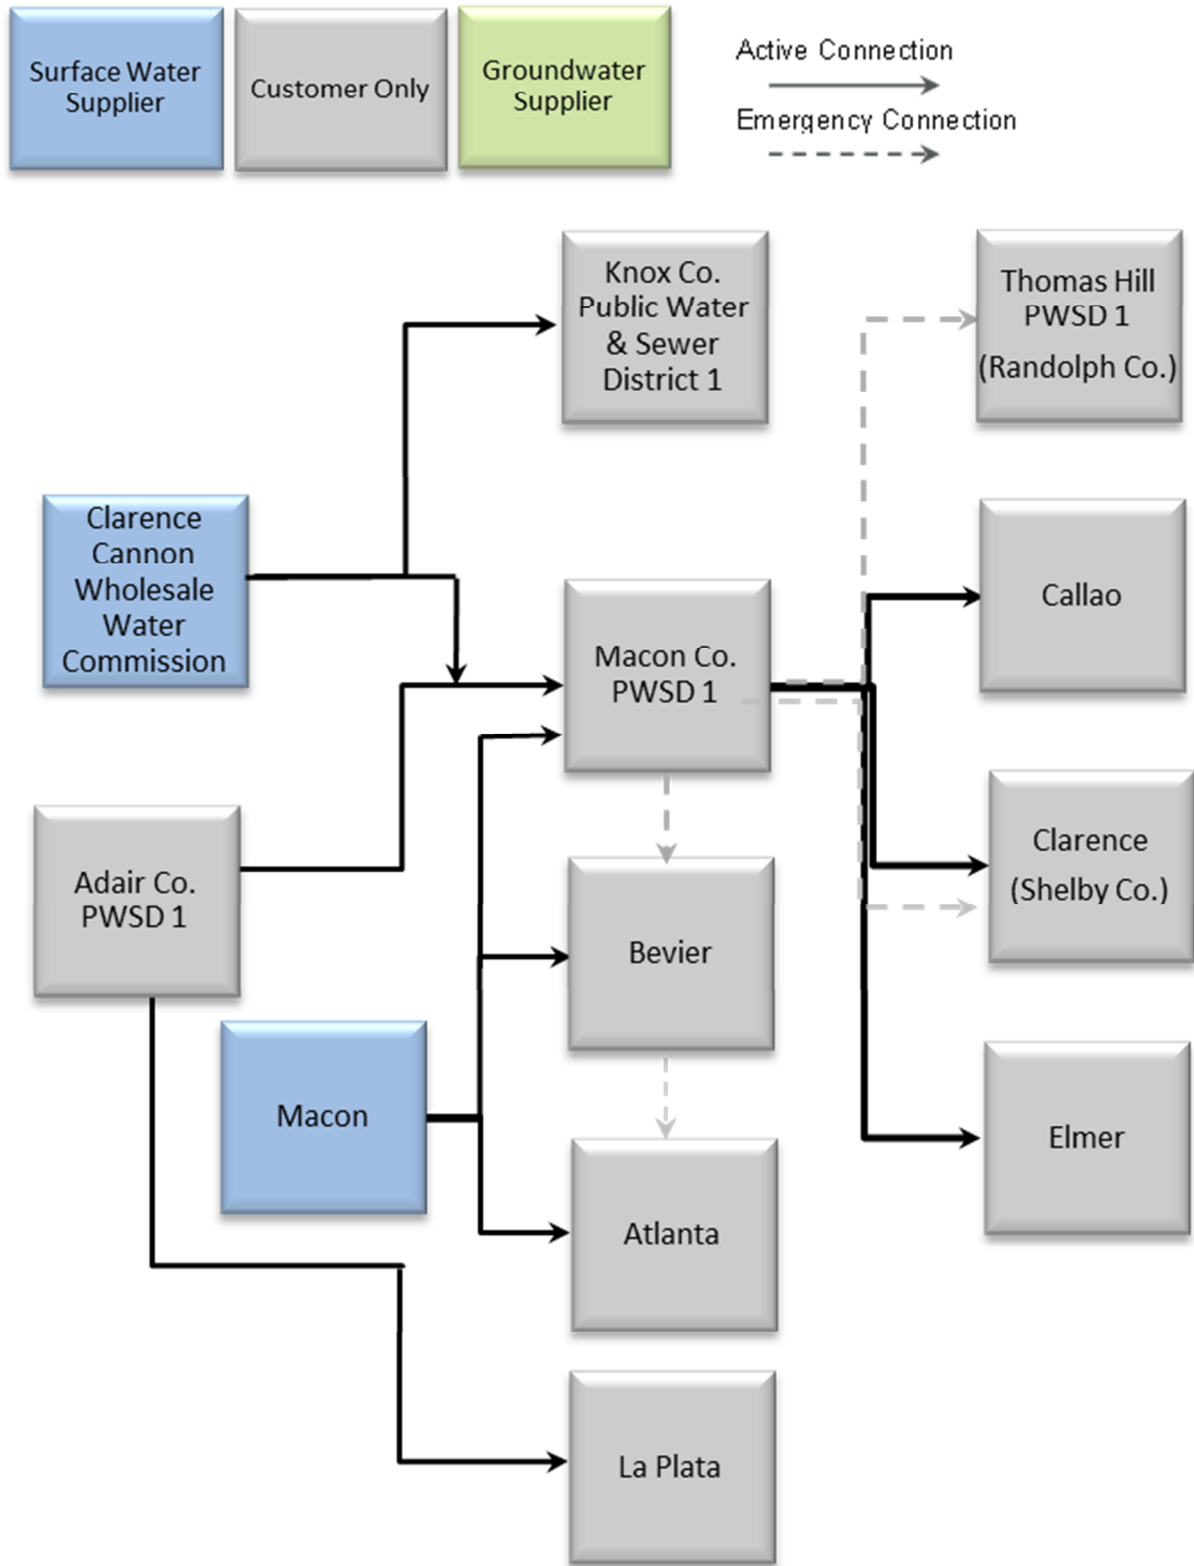 Surface Water
Supplier
Customer Only
Groundwater
Supplier
Active Connection
Emergency Connection
Knox Co.
Public Water
& Sewer
District 1
Thomas Hill
PWSD 1
(Randolph Co.)
Clarence
Cannon
Wholesale
Water
Commission
Callao
Macon Co.
PWSD 1
Clarence
(Shelby Co.)
Adair Co.
PWSD 1
Bevier
Macon
Elmer
Atlanta
La Plata